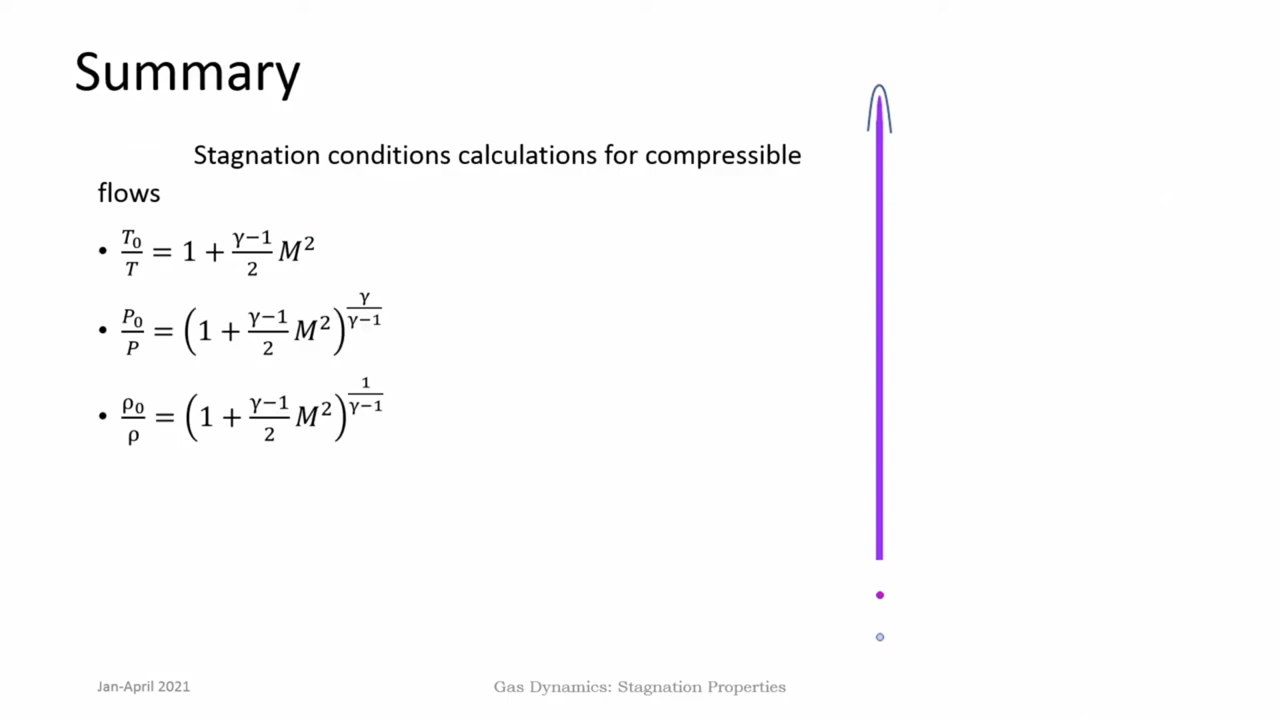 Summary
Stagnation conditions calculations for compressible
flows
• T₀/T = 1 + (γ−1)/2 M²
• P₀/P = (1 + (γ−1)/2 M²)^(γ/(γ−1))
• ρ₀/ρ = (1 + (γ−1)/2 M²)^(1/(γ−1))
Jan-April 2021
Gas Dynamics: Stagnation Properties